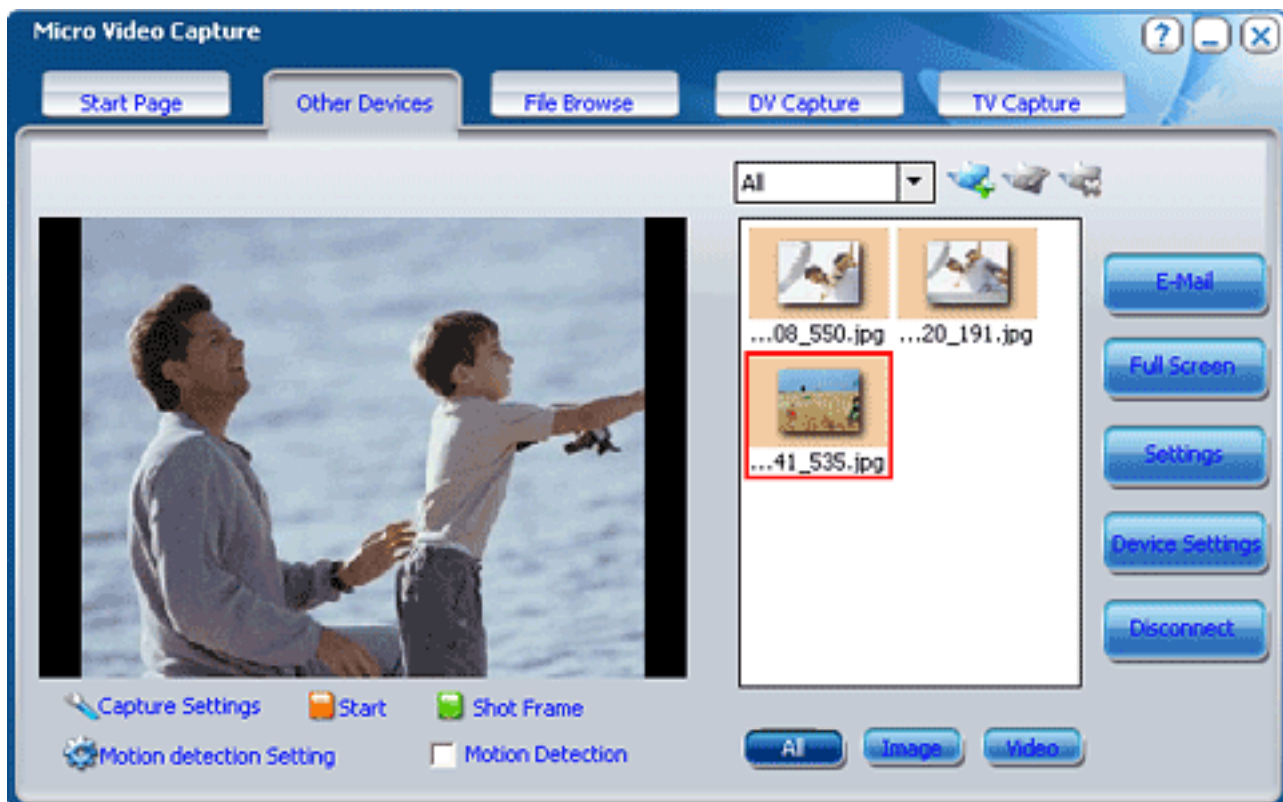 Micro Video Capture
?
Start Page
Other Devices
File Browse
DV Capture
TV Capture
All
...08_550.jpg
...20_191.jpg
...41_535.jpg
E-Mail
Full Screen
Settings
Device Settings
Disconnect
Capture Settings
Start
Shot Frame
Motion detection Setting
Motion Detection
All
Image
Video